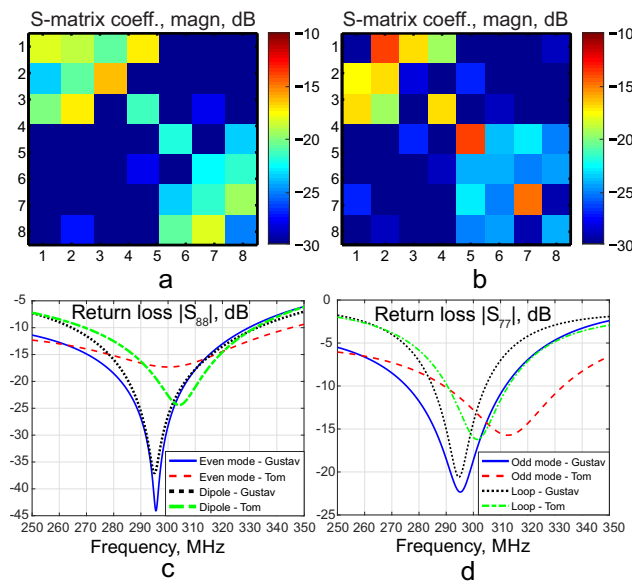 S-matrix coeff., magn, dB
S-matrix coeff., magn, dB
1
2
3
4
5
6
7
8
1 2 3 4 5 6 7 8
−10
−15
−20
−25
−30
a
1
2
3
4
5
6
7
8
1 2 3 4 5 6 7 8
−10
−15
−20
−25
−30
b
Return loss |S88|, dB
-5
-10
-15
-20
-25
-30
-35
-40
-45
250 260 270 280 290 300 310 320 330 340 350
Even mode - Gustav
Even mode - Tom
Dipole - Gustav
Dipole - Tom
Frequency, MHz
c
Return loss |S77|, dB
0
-5
-10
-15
-20
-25
250 260 270 280 290 300 310 320 330 340 350
Odd mode - Gustav
Odd mode - Tom
Loop - Gustav
Loop - Tom
Frequency, MHz
d